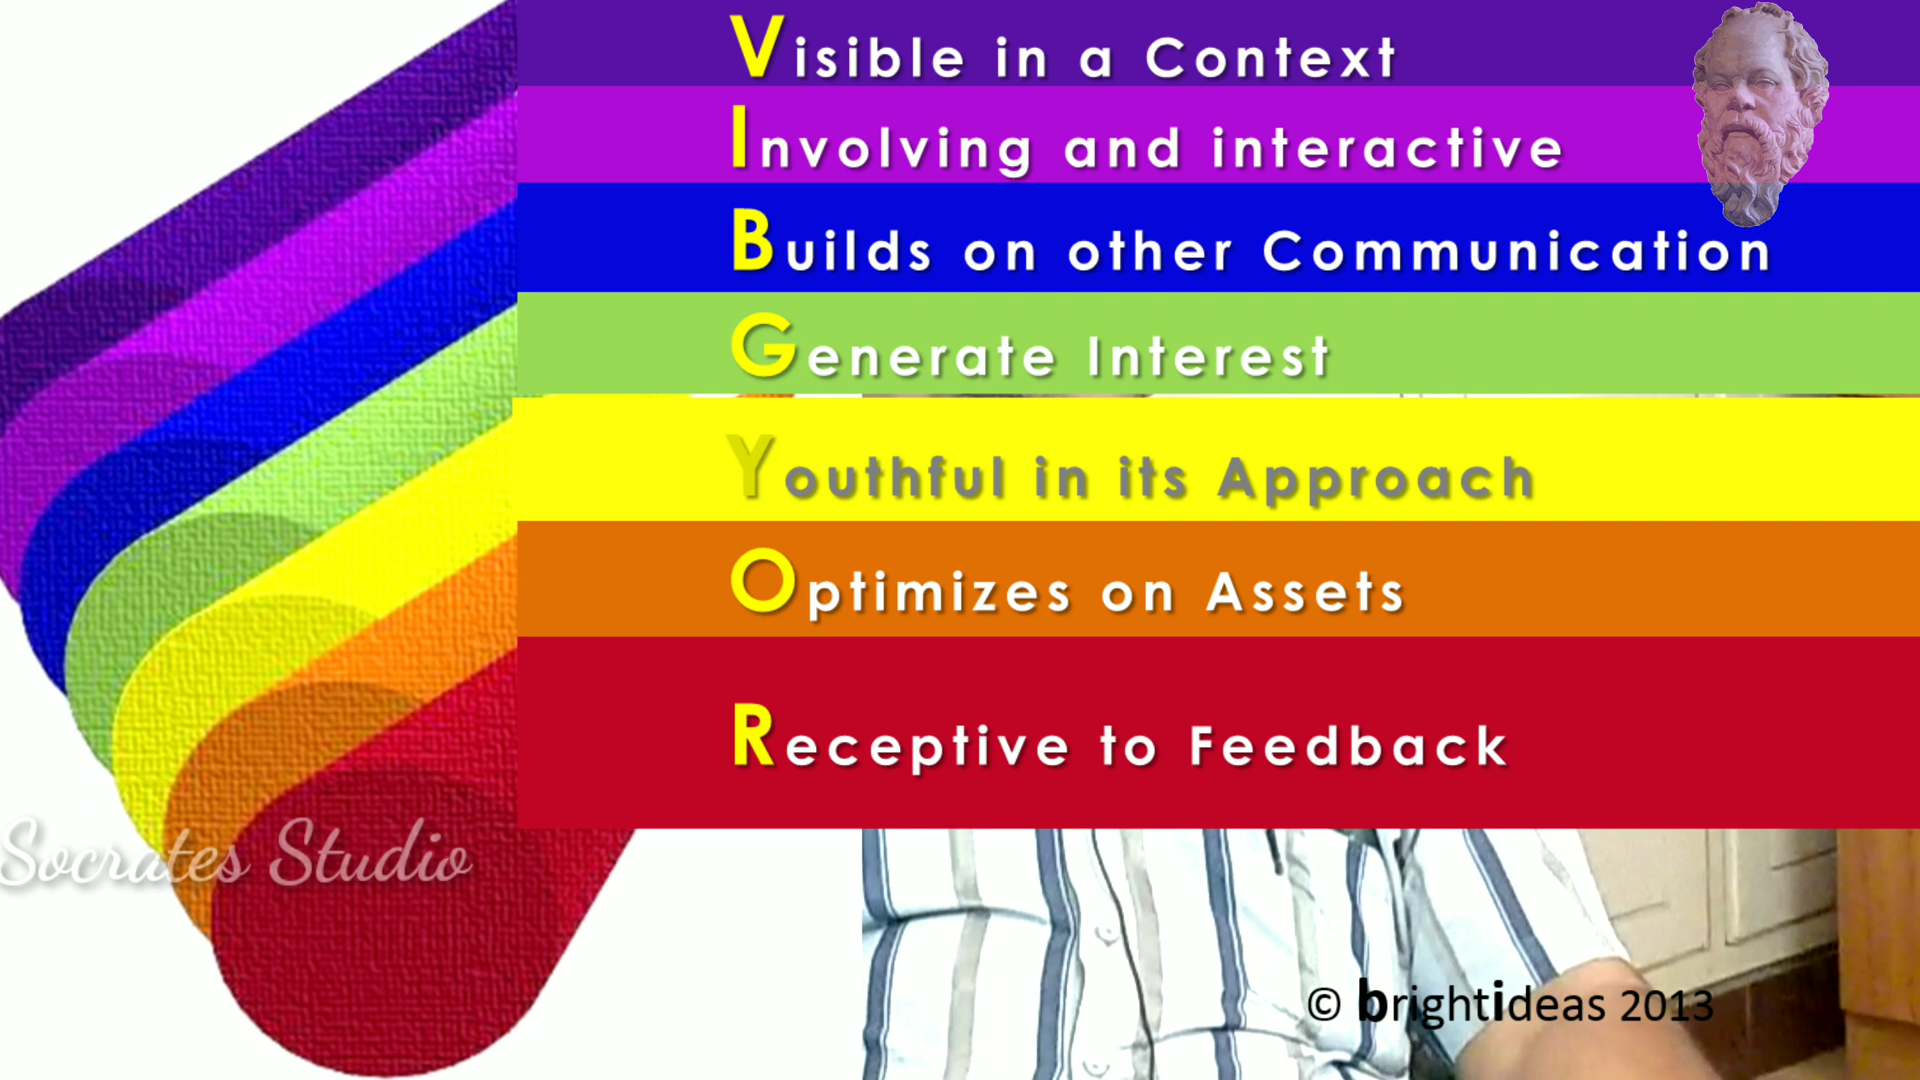 Visible in a Context
Involving and interactive
Builds on other Communication
Generate Interest
Youthful in its Approach
Optimizes on Assets
Receptive to Feedback
Socrates Studio
© brightideas 2013